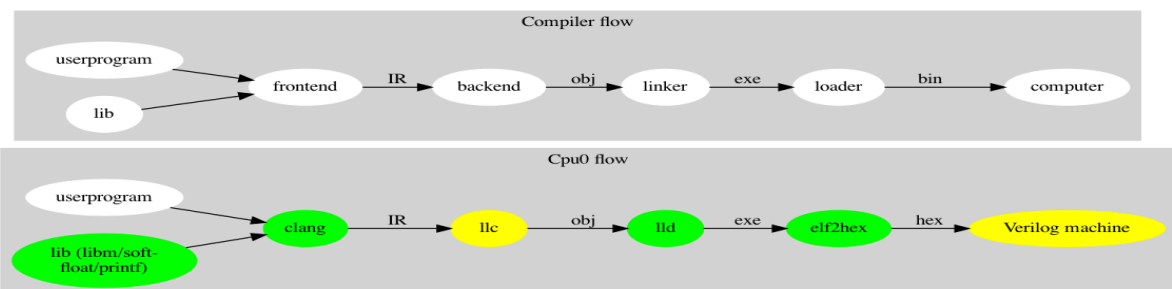 Compiler flow
userprogram
lib
frontend
IR
backend
obj
linker
exe
loader
bin
computer
Cpu0 flow
userprogram
lib (libm/soft-
float/printf)
clang
IR
llc
obj
lld
exe
elf2hex
hex
Verilog machine